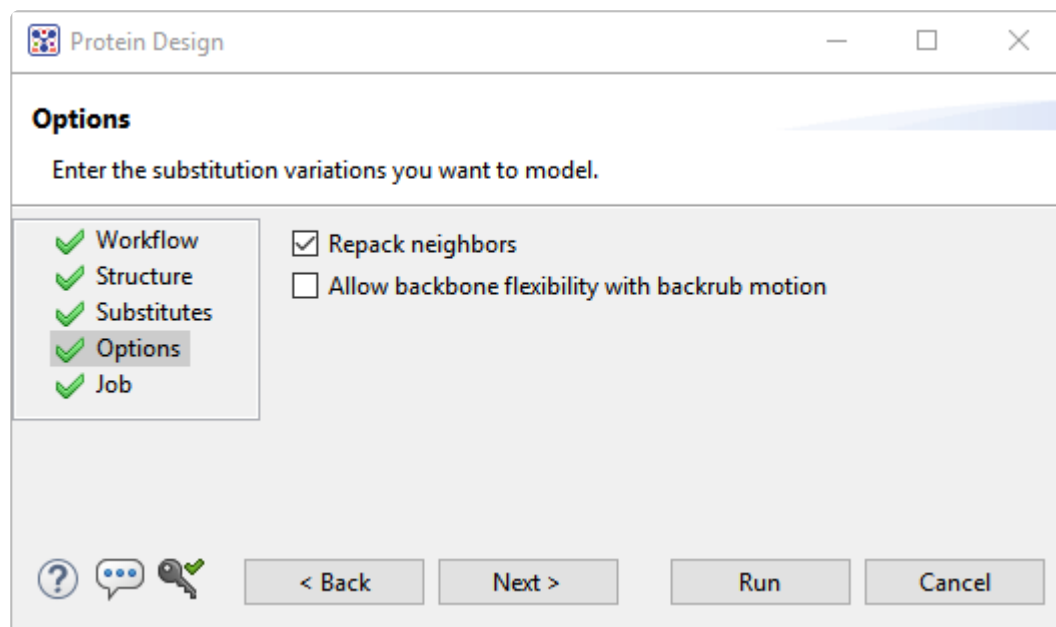 Protein Design
Options
Enter the substitution variations you want to model.
Workflow
Structure
Substitutes
Options
Job
Repack neighbors
Allow backbone flexibility with backrub motion
?
< Back
Next >
Run
Cancel